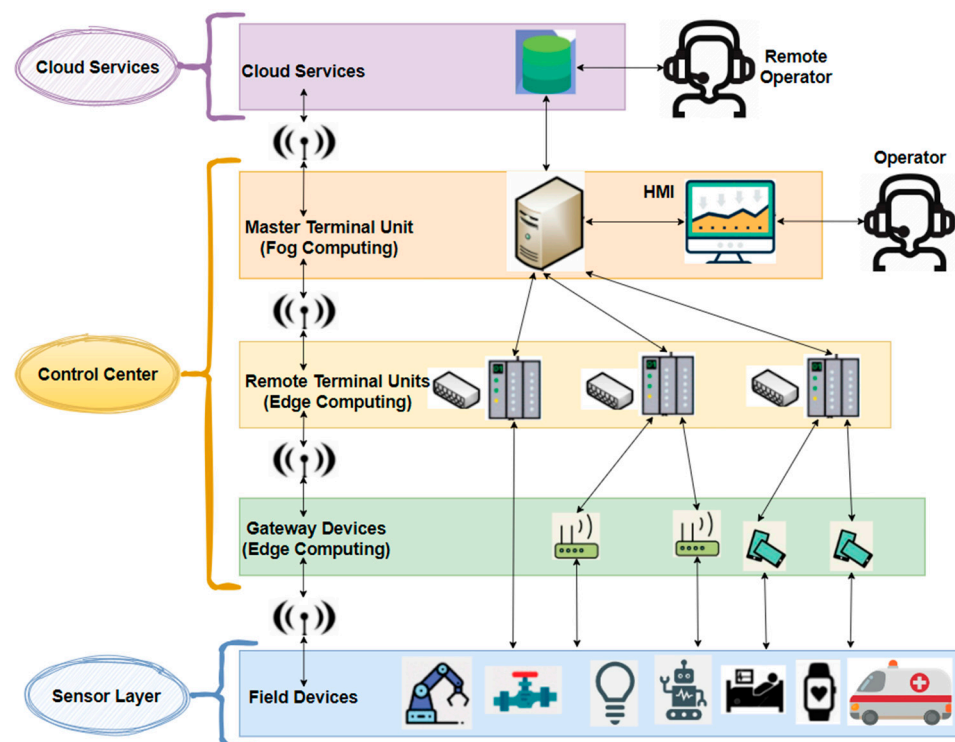 Cloud Services
Cloud Services
Remote
Operator
Operator
HMI
Master Terminal Unit
(Fog Computing)
Control Center
Remote Terminal Units
(Edge Computing)
Gateway Devices
(Edge Computing)
Sensor Layer
Field Devices